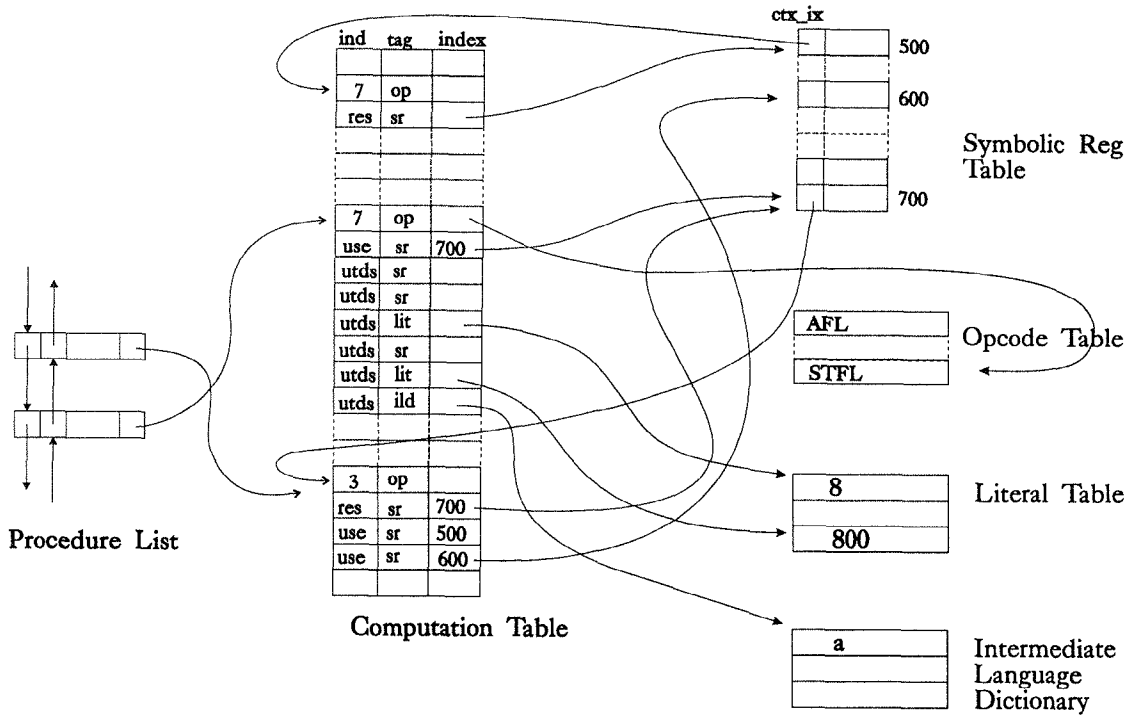 ctx_ix
500
600
700
Symbolic Reg
Table
ind tag index
7 op
res sr
7 op
use sr 700
utds sr
utds sr
utds lit
utds sr
utds lit
utds ild
3 op
res sr 700
use sr 500
use sr 600
Computation Table
Procedure List
AFL
STFL
Opcode Table
8
800
Literal Table
a
Intermediate
Language
Dictionary